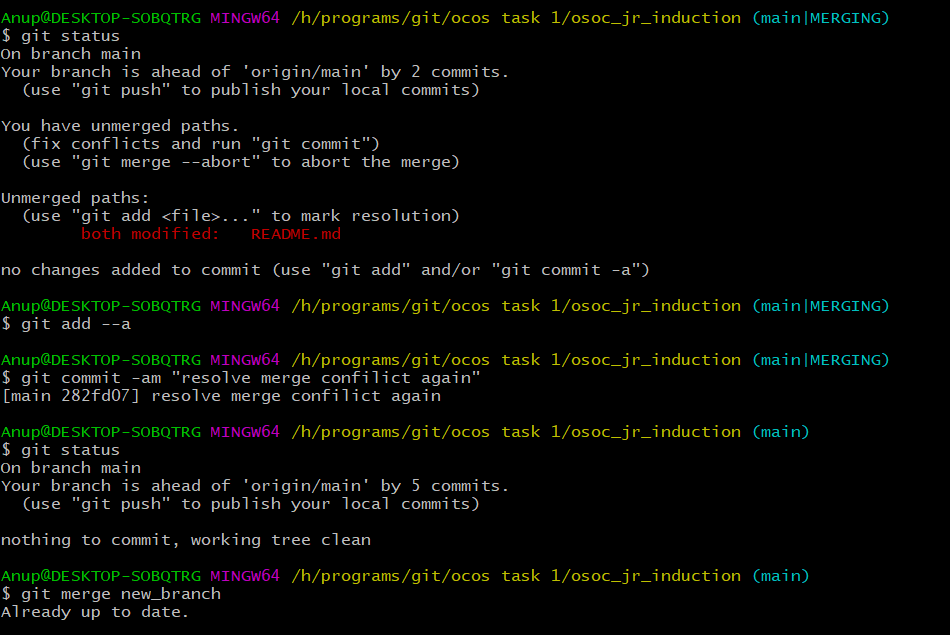 Anup@DESKTOP-SOBQTRG MINGW64 /h/programs/git/ocos task 1/osoc_jr_induction (main|MERGING)
$ git status
On branch main
Your branch is ahead of 'origin/main' by 2 commits.
  (use "git push" to publish your local commits)

You have unmerged paths.
  (fix conflicts and run "git commit")
  (use "git merge --abort" to abort the merge)

Unmerged paths:
  (use "git add <file>..." to mark resolution)
        both modified:   README.md

no changes added to commit (use "git add" and/or "git commit -a")

Anup@DESKTOP-SOBQTRG MINGW64 /h/programs/git/ocos task 1/osoc_jr_induction (main|MERGING)
$ git add --a

Anup@DESKTOP-SOBQTRG MINGW64 /h/programs/git/ocos task 1/osoc_jr_induction (main|MERGING)
$ git commit -am "resolve merge confilict again"
[main 282fd07] resolve merge confilict again

Anup@DESKTOP-SOBQTRG MINGW64 /h/programs/git/ocos task 1/osoc_jr_induction (main)
$ git status
On branch main
Your branch is ahead of 'origin/main' by 5 commits.
  (use "git push" to publish your local commits)

nothing to commit, working tree clean

Anup@DESKTOP-SOBQTRG MINGW64 /h/programs/git/ocos task 1/osoc_jr_induction (main)
$ git merge new_branch
Already up to date.